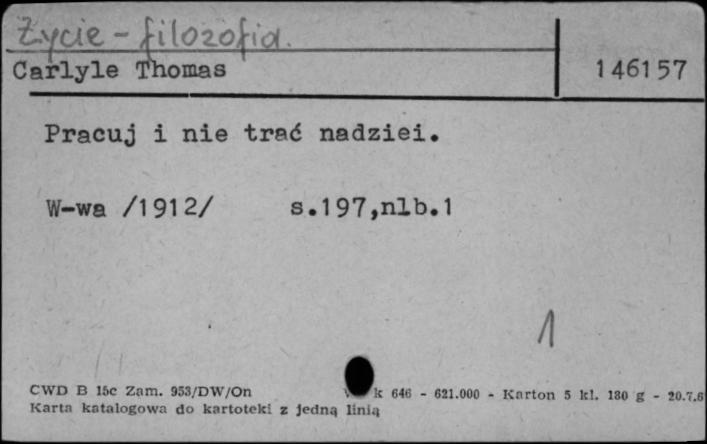 Życie - filozofia.
Carlyle Thomas 146157
Pracuj i nie trać nadziei.
W-wa /1912/ s.197,nlb.1
1
CWD B 15c Zam. 953/DW/On k 646 - 621.000 - Karton 5 kl. 180 g - 20.7.6
Karta katalogowa do kartoteki z jedną linią